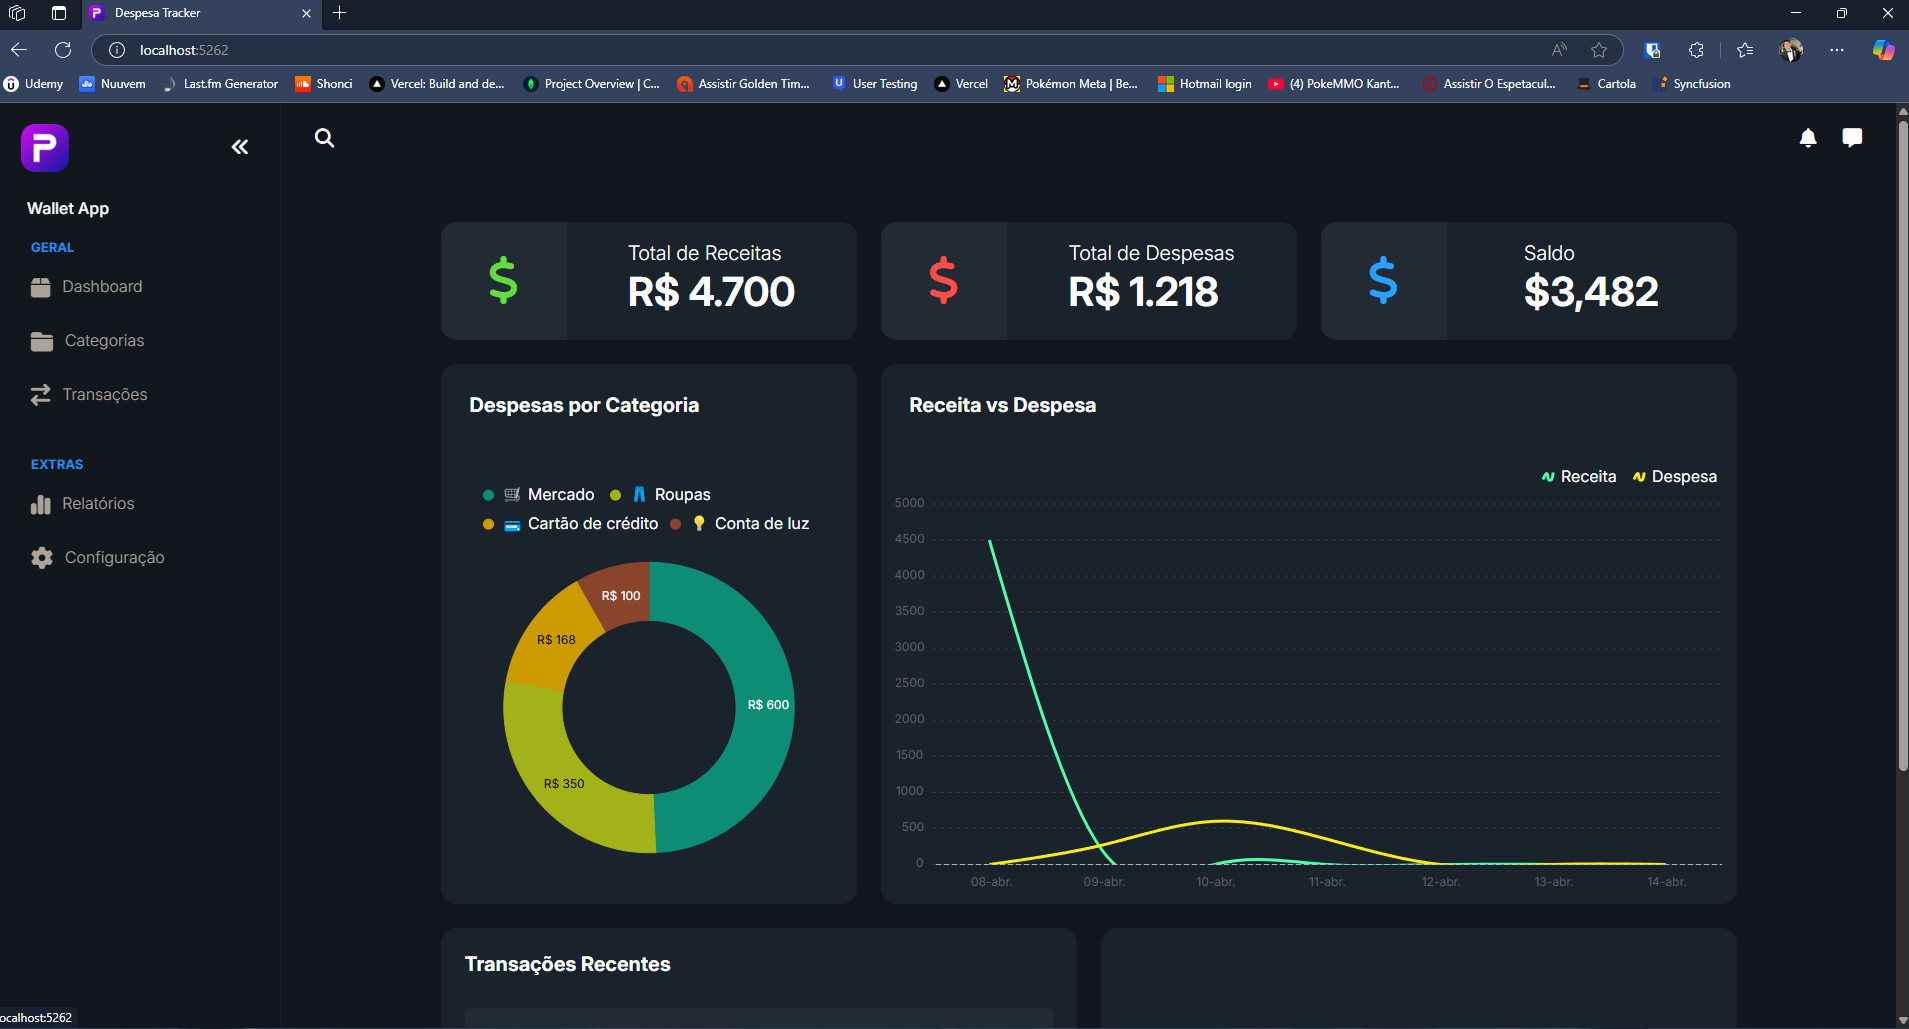 Despesa Tracker
localhost:5262
Udemy
Nuuvem
Last.fm Generator
Shonci
Vercel: Build and de...
Project Overview | C...
Assistir Golden Tim...
User Testing
Vercel
Pokémon Meta | Be...
Hotmail login
(4) PokeMMO Kant...
Assistir O Espetacul...
Cartola
Syncfusion
P
Wallet App
GERAL
Dashboard
Categorias
Transações
EXTRAS
Relatórios
Configuração
$
Total de Receitas
R$ 4.700
$
Total de Despesas
R$ 1.218
$
Saldo
$3,482
Despesas por Categoria
Mercado
Roupas
Cartão de crédito
Conta de luz
R$ 100
R$ 168
R$ 600
R$ 350
Receita vs Despesa
Receita
Despesa
5000
4500
4000
3500
3000
2500
2000
1500
1000
500
0
08-abr.
09-abr.
10-abr.
11-abr.
12-abr.
13-abr.
14-abr.
Transações Recentes
ocalhost:5262